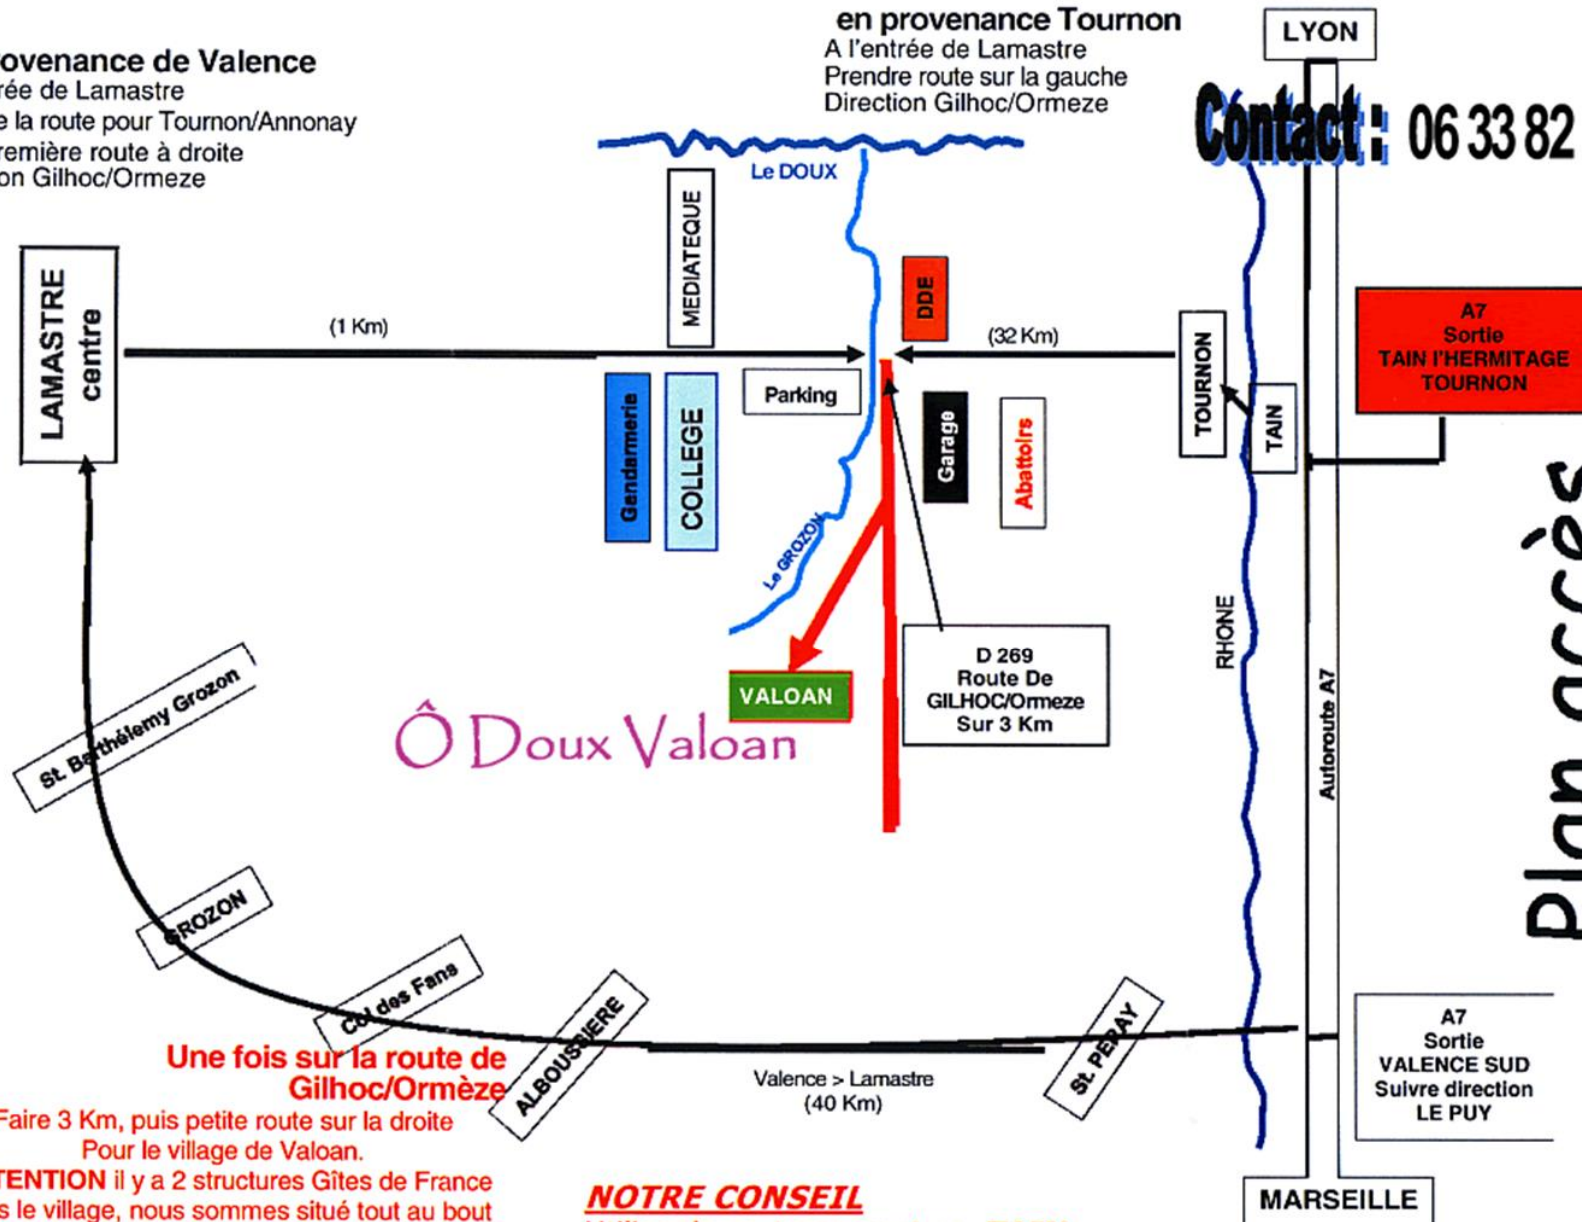 en provenance Tournon
A l'entrée de Lamastre
Prendre route sur la gauche
Direction Gilhoc/Ormeze
ovenance de Valence
rée de Lamastre
e la route pour Tournon/Annonay
remière route à droite
on Gilhoc/Ormeze
LYON
Contact : 06 33 82
Le DOUX
MEDIATEQUE
DDE
LAMASTRE
centre
(1 Km)
(32 Km)
TOURNON
TAIN
A7
Sortie
TAIN l'HERMITAGE
TOURNON
Parking
Gendarmerie
COLLEGE
Garage
Abattoirs
Le GROZON
Plan accès
RHONE
Autoroute A7
D 269
Route De
GILHOC/Ormeze
Sur 3 Km
VALOAN
Ô Doux Valoan
St. Barthélemy Grozon
GROZON
Col des Fans
ALBOUSSIERE
St. PERAY
Valence > Lamastre
(40 Km)
A7
Sortie
VALENCE SUD
Suivre direction
LE PUY
Une fois sur la route de
Gilhoc/Ormèze
Faire 3 Km, puis petite route sur la droite
Pour le village de Valoan.
TENTION il y a 2 structures Gîtes de France
s le village, nous sommes situé tout au bout
NOTRE CONSEIL
MARSEILLE